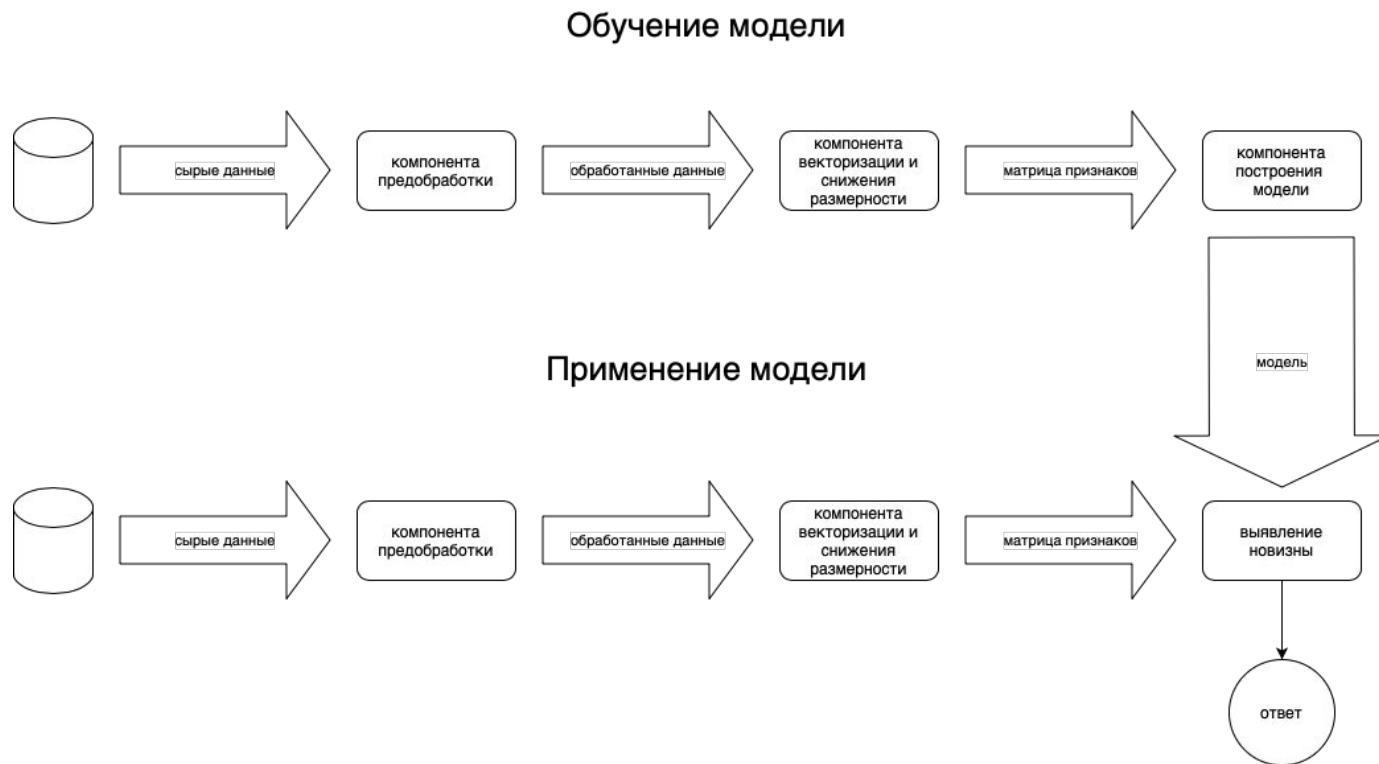 Обучение модели
сырые данные
компонента
предобработки
обработанные данные
компонента
векторизации и
снижения
размерности
матрица признаков
компонента
построения
модели
модель
Применение модели
сырые данные
компонента
предобработки
обработанные данные
компонента
векторизации и
снижения
размерности
матрица признаков
выявление
новизны
ответ